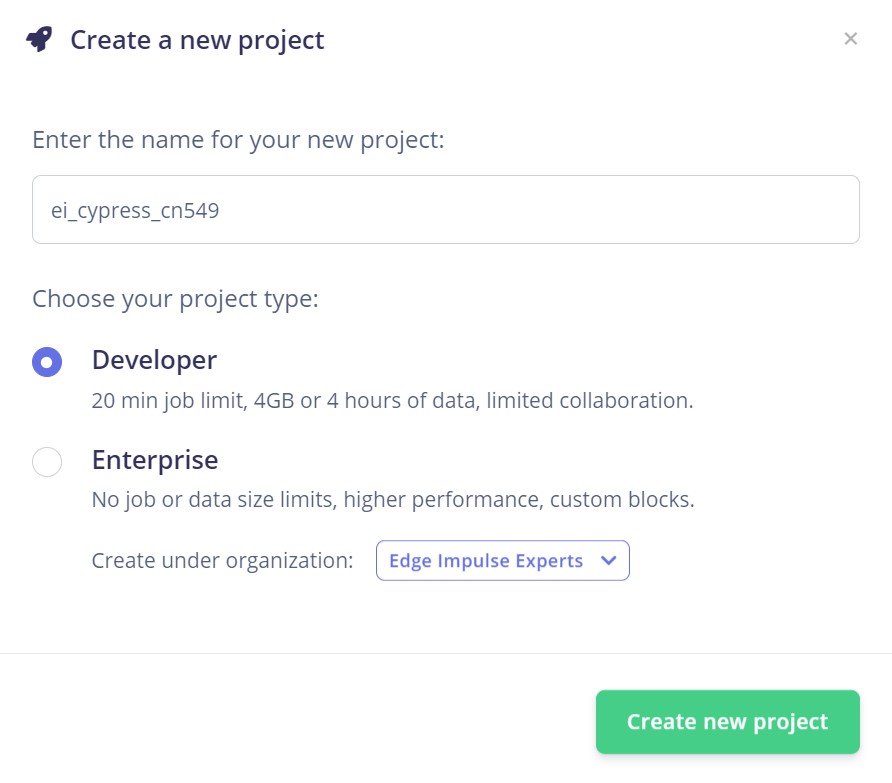 Create a new project
Enter the name for your new project:
ei_cypress_cn549
Choose your project type:
Developer
20 min job limit, 4GB or 4 hours of data, limited collaboration.
Enterprise
No job or data size limits, higher performance, custom blocks.
Create under organization: Edge Impulse Experts
Create new project